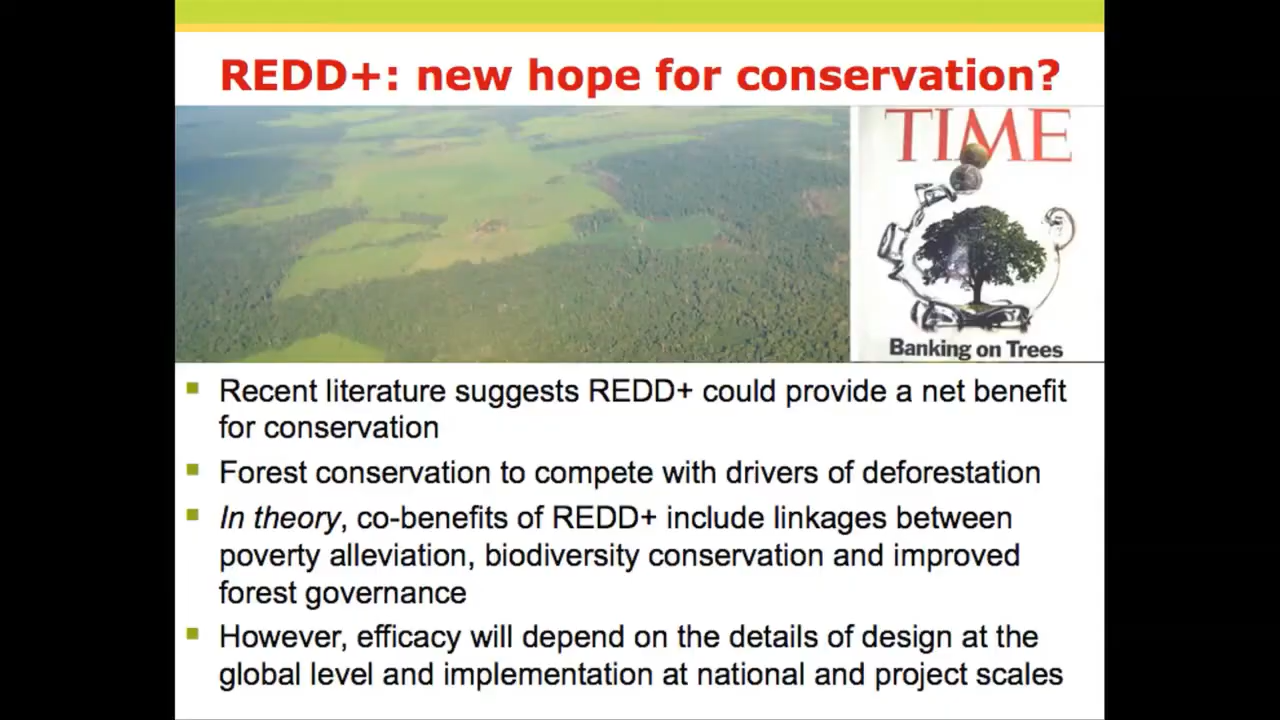 REDD+: new hope for conservation?
TIME
Banking on Trees
Recent literature suggests REDD+ could provide a net benefit
for conservation
Forest conservation to compete with drivers of deforestation
In theory, co-benefits of REDD+ include linkages between
poverty alleviation, biodiversity conservation and improved
forest governance
However, efficacy will depend on the details of design at the
global level and implementation at national and project scales